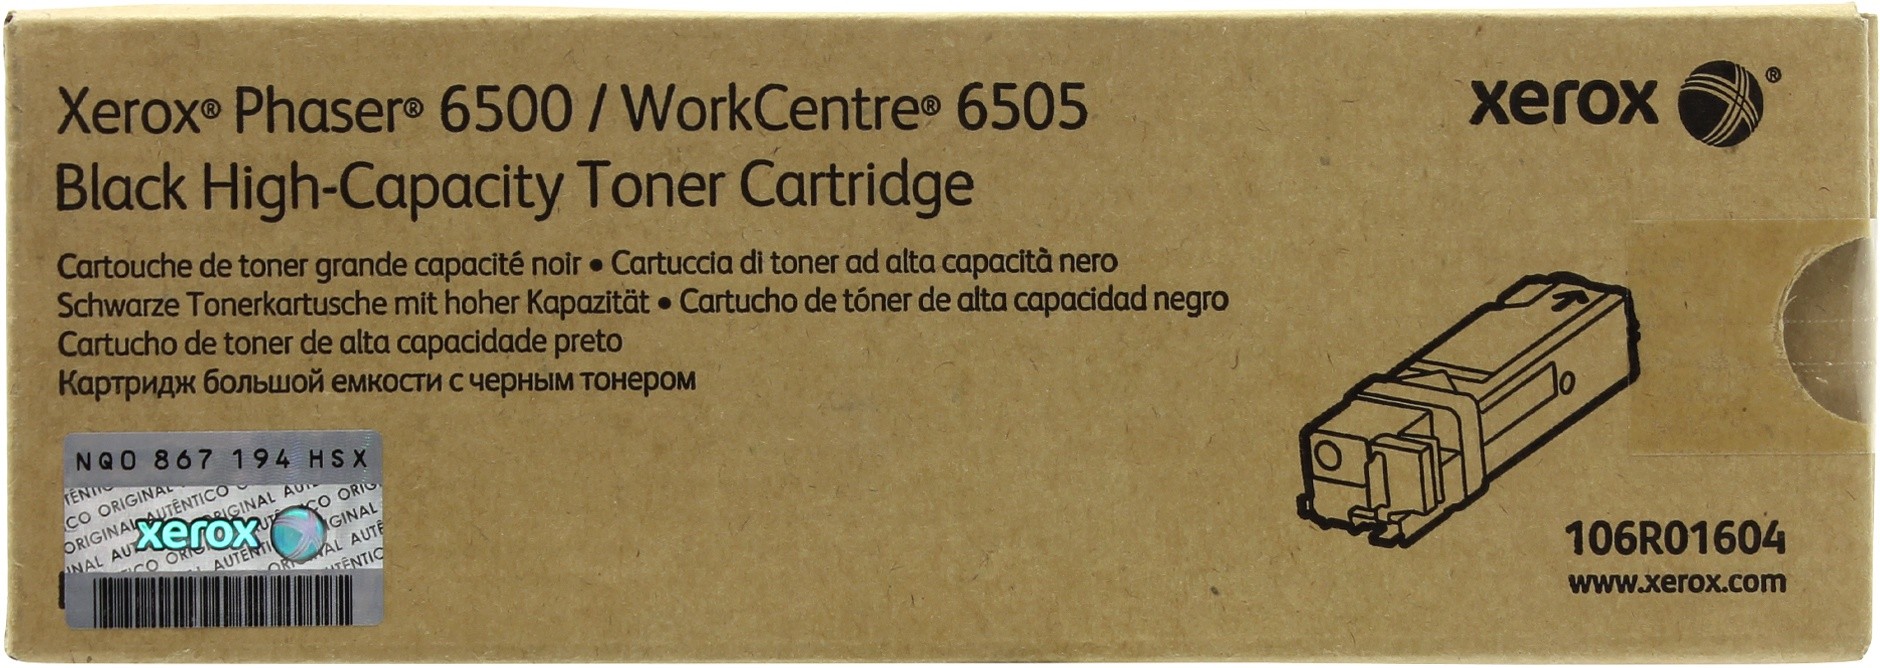 Xerox® Phaser® 6500 / WorkCentre® 6505
Black High-Capacity Toner Cartridge
xerox ®
Cartouche de toner grande capacité noir • Cartuccia di toner ad alta capacità nero
Schwarze Tonerkartusche mit hoher Kapazität • Cartucho de tóner de alta capacidad negro
Cartucho de toner de alta capacidade preto
Картридж большой емкости с черным тонером
NQ0 867 194 HSX
xerox
106R01604
www.xerox.com